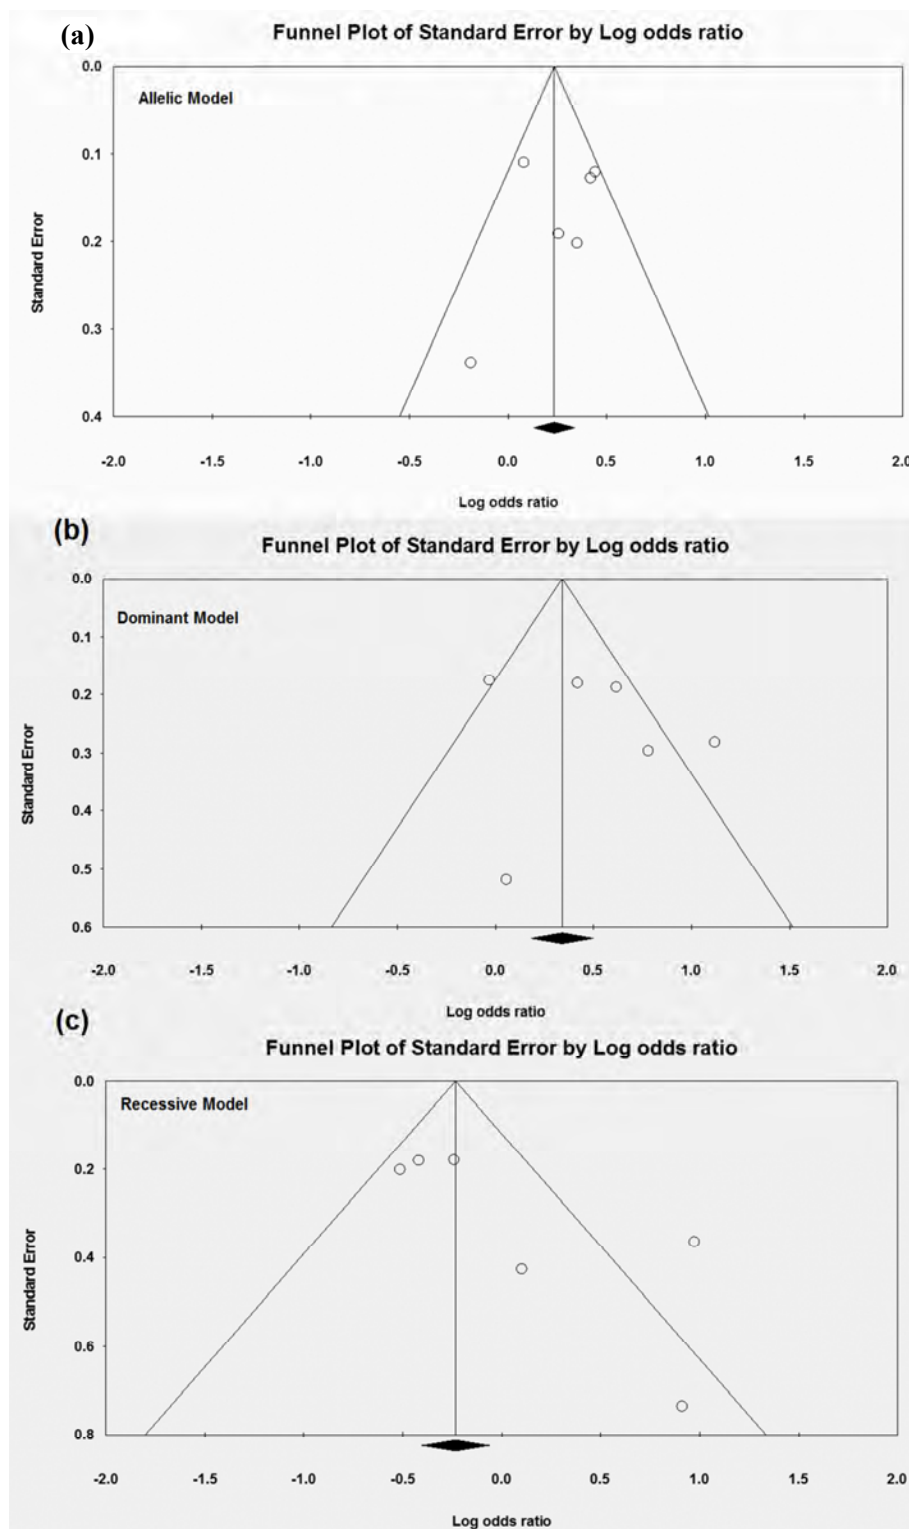 (a)
Funnel Plot of Standard Error by Log odds ratio
Allelic Model
Standard Error
0.0
0.1
0.2
0.3
0.4
-2.0 -1.5 -1.0 -0.5 0.0 0.5 1.0 1.5 2.0
Log odds ratio
(b)
Funnel Plot of Standard Error by Log odds ratio
Dominant Model
Standard Error
0.0
0.1
0.2
0.3
0.4
0.5
0.6
-2.0 -1.5 -1.0 -0.5 0.0 0.5 1.0 1.5 2.0
Log odds ratio
(c)
Funnel Plot of Standard Error by Log odds ratio
Recessive Model
Standard Error
0.0
0.2
0.4
0.6
0.8
-2.0 -1.5 -1.0 -0.5 0.0 0.5 1.0 1.5 2.0
Log odds ratio